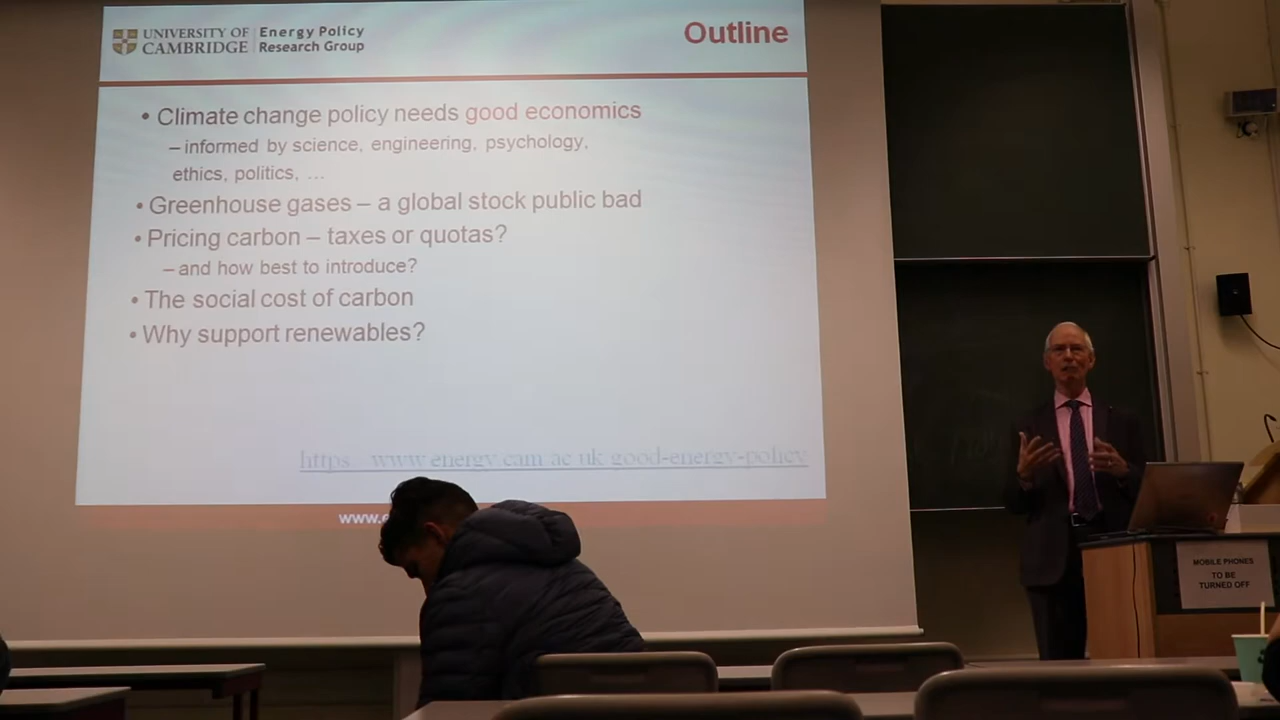 UNIVERSITY OF CAMBRIDGE
Energy Policy Research Group
Outline
• Climate change policy needs good economics
– informed by science, engineering, psychology,
ethics, politics, …
• Greenhouse gases – a global stock public bad
• Pricing carbon – taxes or quotas?
– and how best to introduce?
• The social cost of carbon
• Why support renewables?
https www.energy.cam.ac.uk good-energy-policy
www.
MOBILE PHONES
TO BE
TURNED OFF